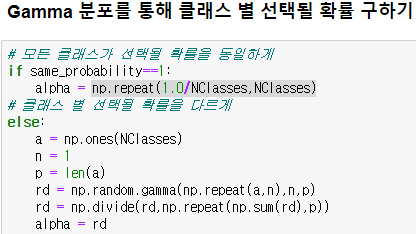 Gamma 분포를 통해 클래스 별 선택될 확률 구하기
# 모든 클래스가 선택될 확률을 동일하게
if same_probability==1:
    alpha = np.repeat(1.0/NClasses,NClasses)
# 클래스 별 선택될 확률을 다르게
else:
    a = np.ones(NClasses)
    n = 1
    p = len(a)
    rd = np.random.gamma(np.repeat(a,n),n,p)
    rd = np.divide(rd,np.repeat(np.sum(rd),p))
    alpha = rd